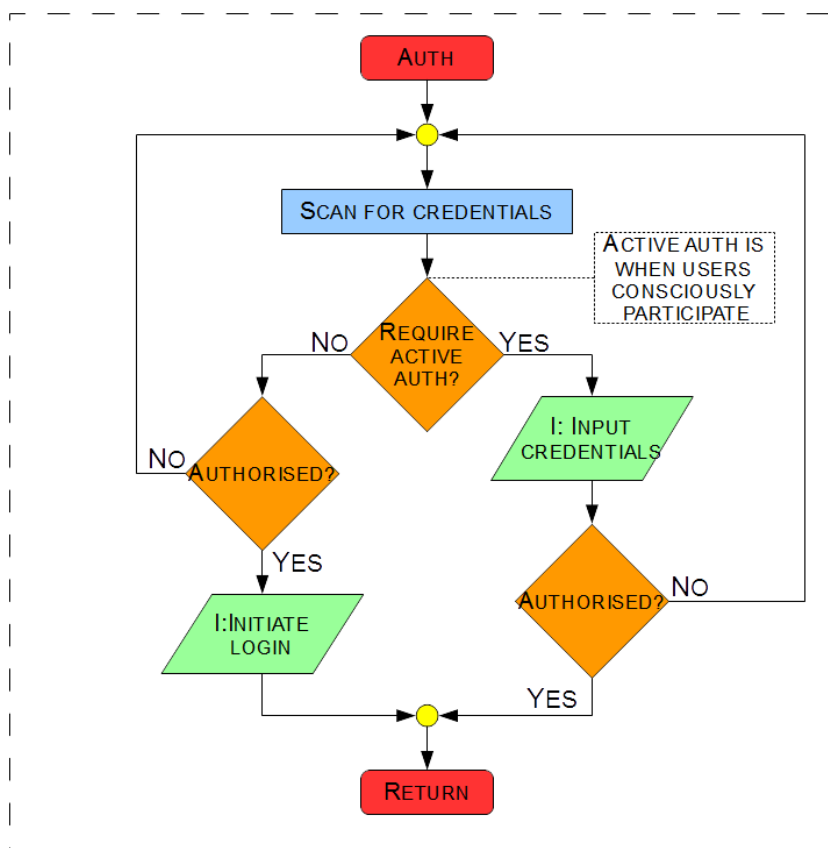 AUTH
SCAN FOR CREDENTIALS
ACTIVE AUTH IS
WHEN USERS
CONSCIOUSLY
PARTICIPATE
REQUIRE
ACTIVE
AUTH?
NO
YES
I: INPUT
CREDENTIALS
NO
AUTHORISED?
YES
I:INITIATE
LOGIN
AUTHORISED?
NO
YES
RETURN